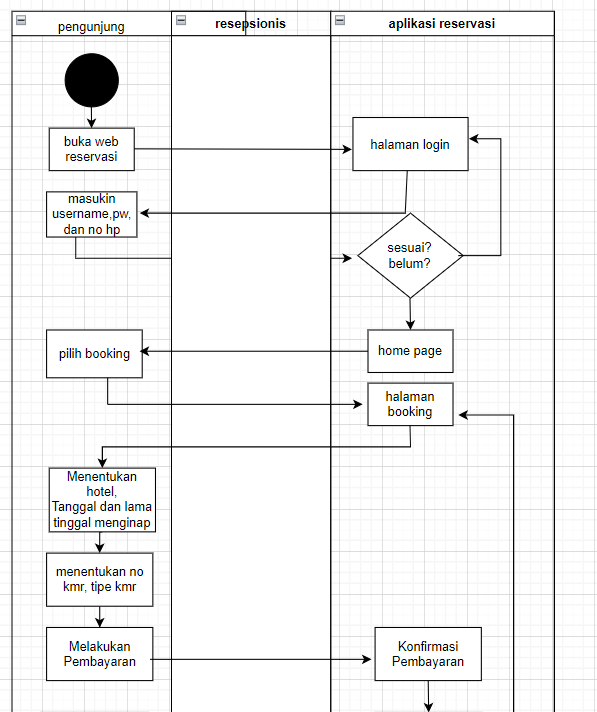 pengunjung
resepsionis
aplikasi reservasi
buka web
reservasi
halaman login
masukin
username,pw,
dan no hp
sesuai?
belum?
home page
pilih booking
halaman
booking
Menentukan
hotel,
Tanggal dan lama
tinggal menginap
menentukan no
kmr, tipe kmr
Melakukan
Pembayaran
Konfirmasi
Pembayaran